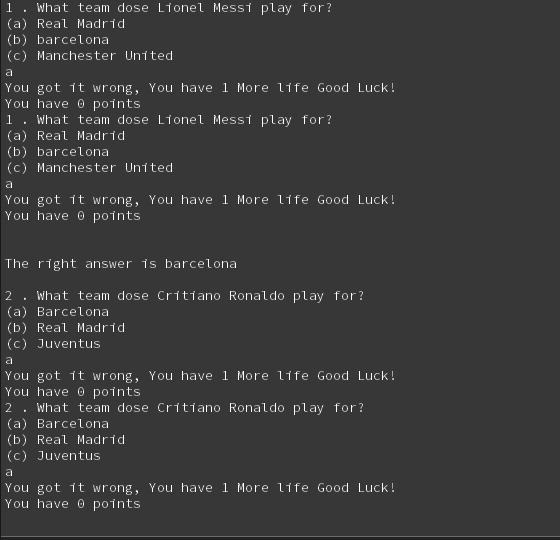 1 . What team dose Lionel Messi play for?
(a) Real Madrid
(b) barcelona
(c) Manchester United
a
You got it wrong, You have 1 More life Good Luck!
You have 0 points
1 . What team dose Lionel Messi play for?
(a) Real Madrid
(b) barcelona
(c) Manchester United
a
You got it wrong, You have 1 More life Good Luck!
You have 0 points
The right answer is barcelona
2 . What team dose Critiano Ronaldo play for?
(a) Barcelona
(b) Real Madrid
(c) Juventus
a
You got it wrong, You have 1 More life Good Luck!
You have 0 points
2 . What team dose Critiano Ronaldo play for?
(a) Barcelona
(b) Real Madrid
(c) Juventus
a
You got it wrong, You have 1 More life Good Luck!
You have 0 points